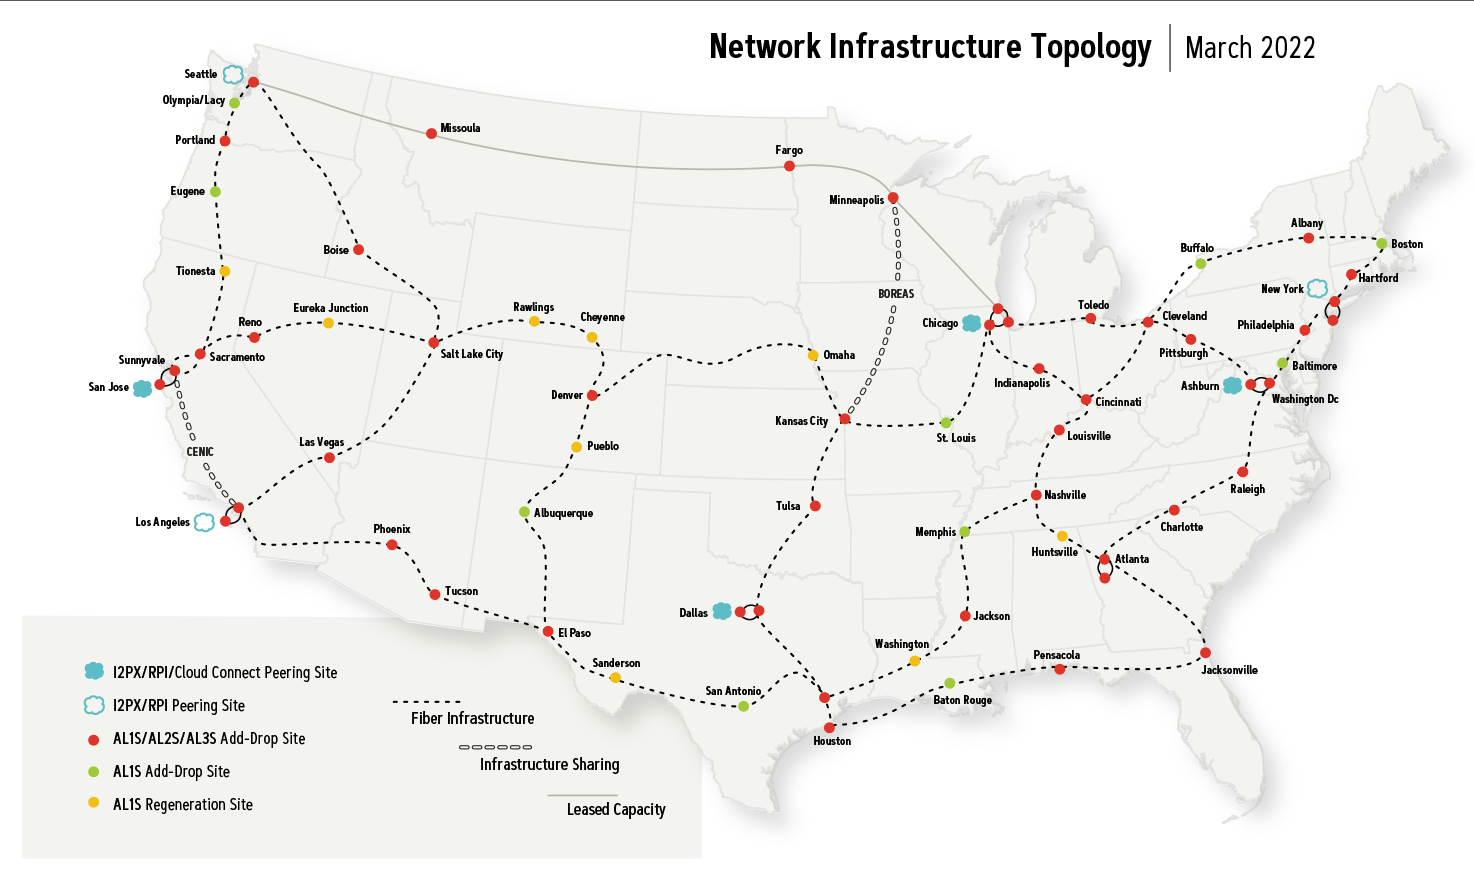 Network Infrastructure Topology | March 2022
Seattle
Olympia/Lacy
Portland
Missoula
Fargo
Eugene
Minneapolis
Albany
Boise
Buffalo
Boston
Tionesta
Hartford
New York
BOREAS
Rawlings
Eureka Junction
Toledo
Cheyenne
Cleveland
Reno
Chicago
Philadelphia
Sunnyvale
Sacramento
Salt Lake City
Omaha
Pittsburgh
Baltimore
San Jose
Indianapolis
Ashburn
Denver
Washington Dc
Cincinnati
Kansas City
Las Vegas
St. Louis
Louisville
Pueblo
CENIC
Raleigh
Nashville
Tulsa
Albuquerque
Los Angeles
Phoenix
Charlotte
Memphis
Huntsville
Atlanta
Tucson
Dallas
Jackson
El Paso
Washington
Pensacola
Sanderson
Jacksonville
San Antonio
Baton Rouge
Houston
I2PX/RPI/Cloud Connect Peering Site
I2PX/RPI Peering Site
AL1S/AL2S/AL3S Add-Drop Site
AL1S Add-Drop Site
AL1S Regeneration Site
Fiber Infrastructure
Infrastructure Sharing
Leased Capacity